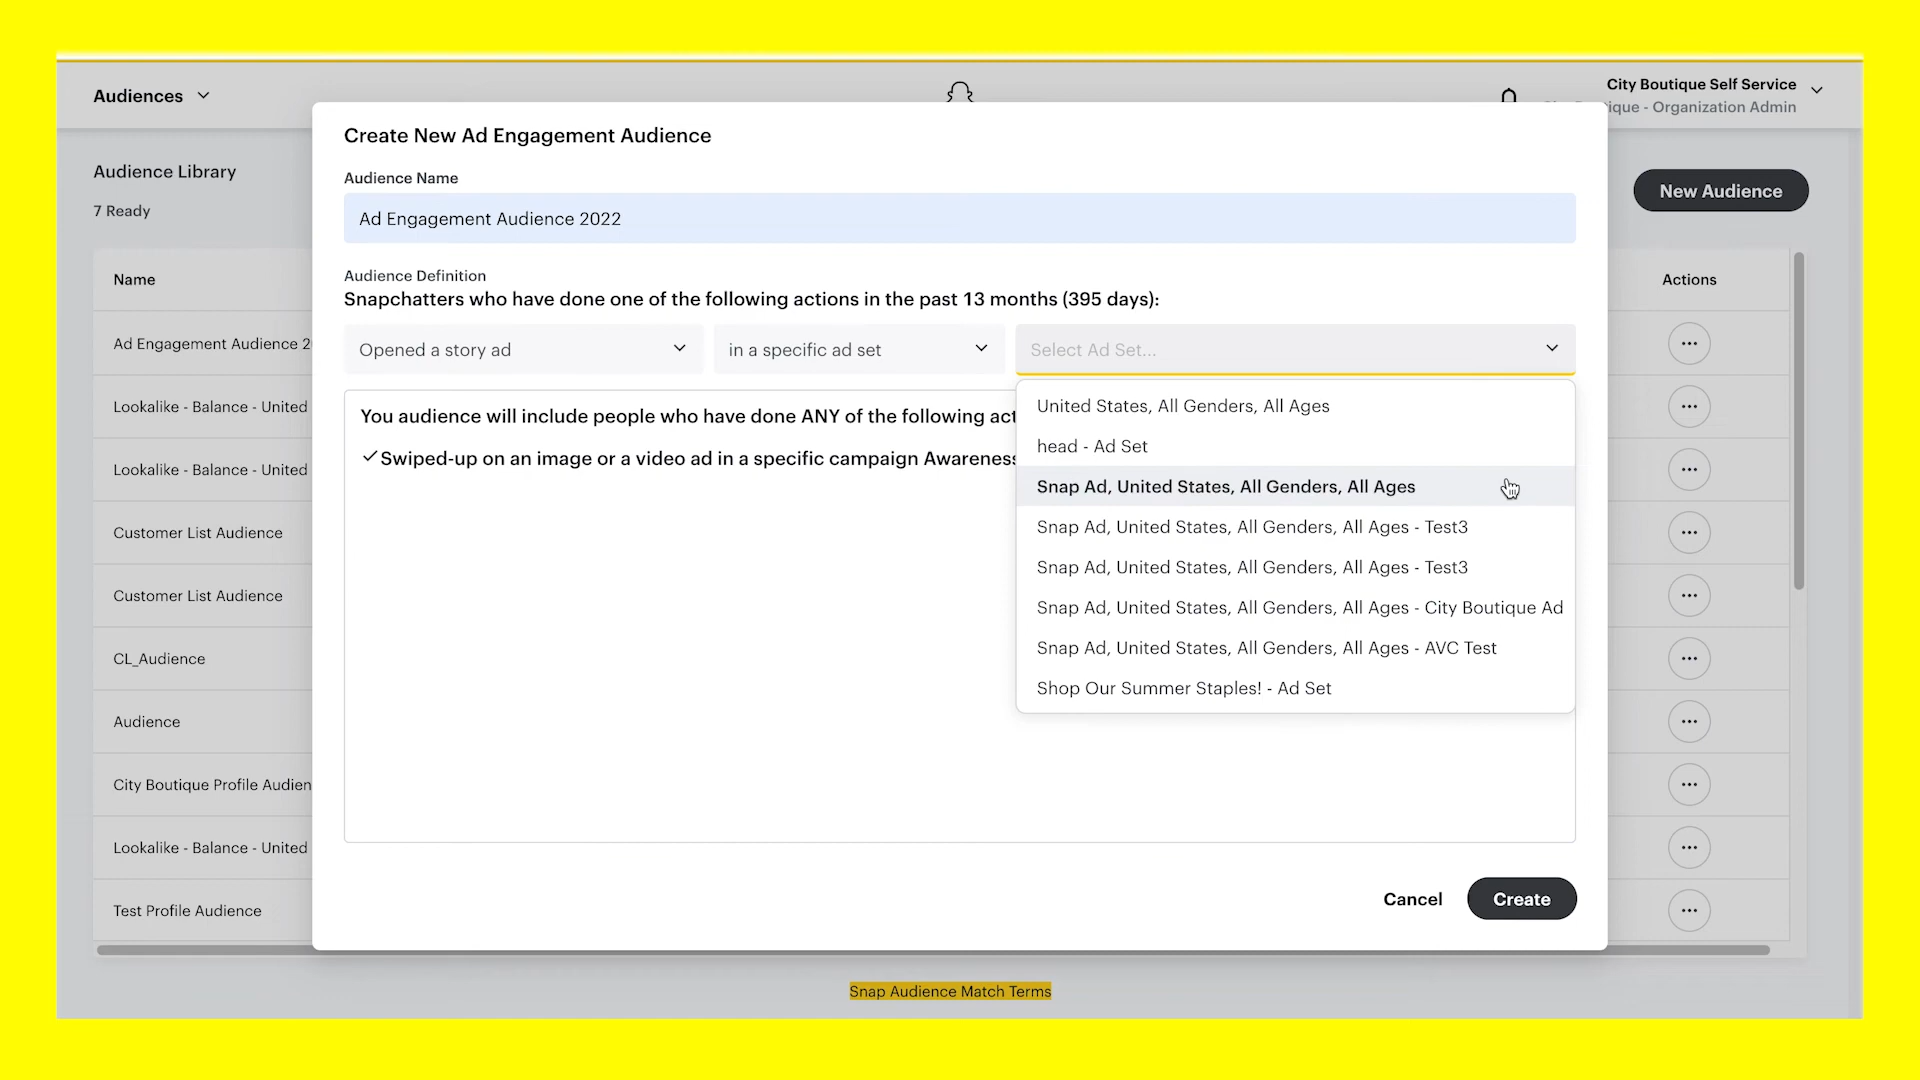 Audiences
City Boutique Self Service
ique - Organization Admin
Create New Ad Engagement Audience
Audience Library
7 Ready
New Audience
Audience Name
Ad Engagement Audience 2022
Audience Definition
Snapchatters who have done one of the following actions in the past 13 months (395 days):
Name
Actions
Opened a story ad
in a specific ad set
Select Ad Set...
Ad Engagement Audience 2
Lookalike - Balance - United
Lookalike - Balance - United
Customer List Audience
Customer List Audience
CL_Audience
Audience
City Boutique Profile Audien
Lookalike - Balance - United
Test Profile Audience
You audience will include people who have done ANY of the following act
Swiped-up on an image or a video ad in a specific campaign Awareness
United States, All Genders, All Ages
head - Ad Set
Snap Ad, United States, All Genders, All Ages
Snap Ad, United States, All Genders, All Ages - Test3
Snap Ad, United States, All Genders, All Ages - Test3
Snap Ad, United States, All Genders, All Ages - City Boutique Ad
Snap Ad, United States, All Genders, All Ages - AVC Test
Shop Our Summer Staples! - Ad Set
Cancel
Create
Snap Audience Match Terms